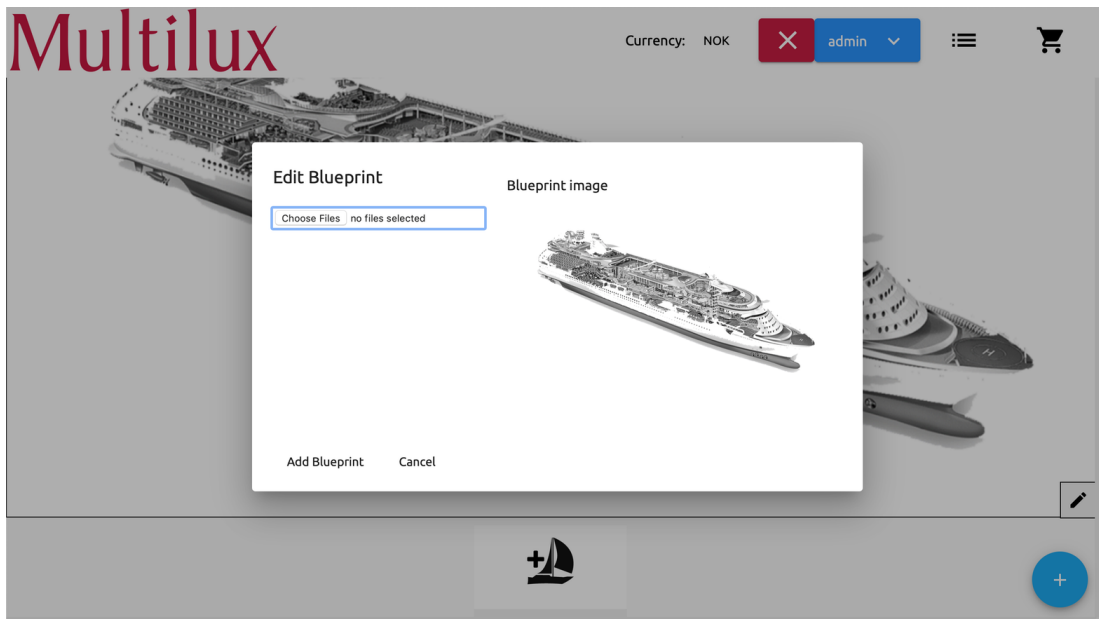 Multilux
Currency: NOK
admin
Edit Blueprint
Blueprint image
Choose Files no files selected
H
Add Blueprint
Cancel